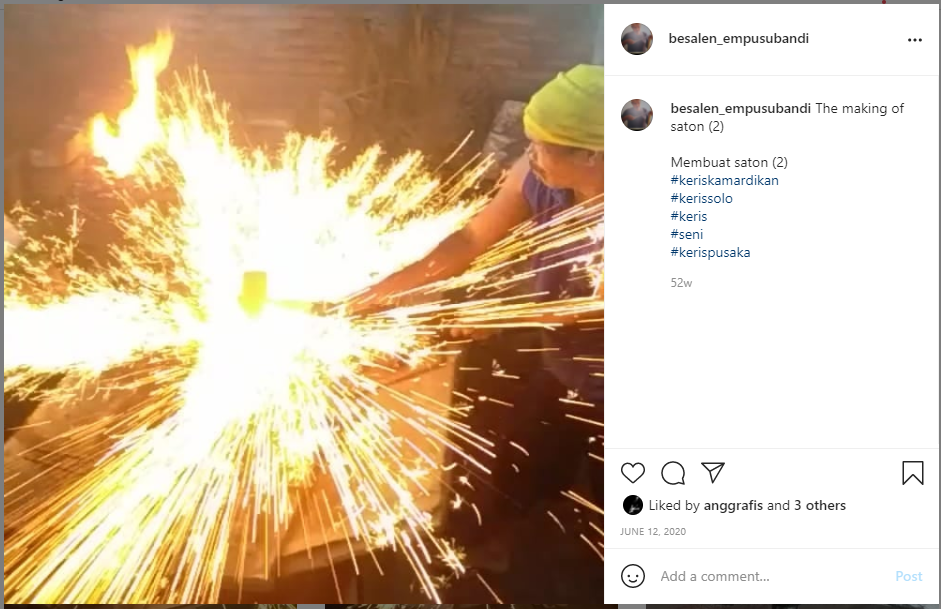 besalen_empusubandi
besalen_empusubandi The making of
saton (2)
Membuat saton (2)
#keriskamardikan
#kerissolo
#keris
#seni
#kerispusaka
52w
Liked by anggrafis and 3 others
JUNE 12, 2020
Add a comment...
Post